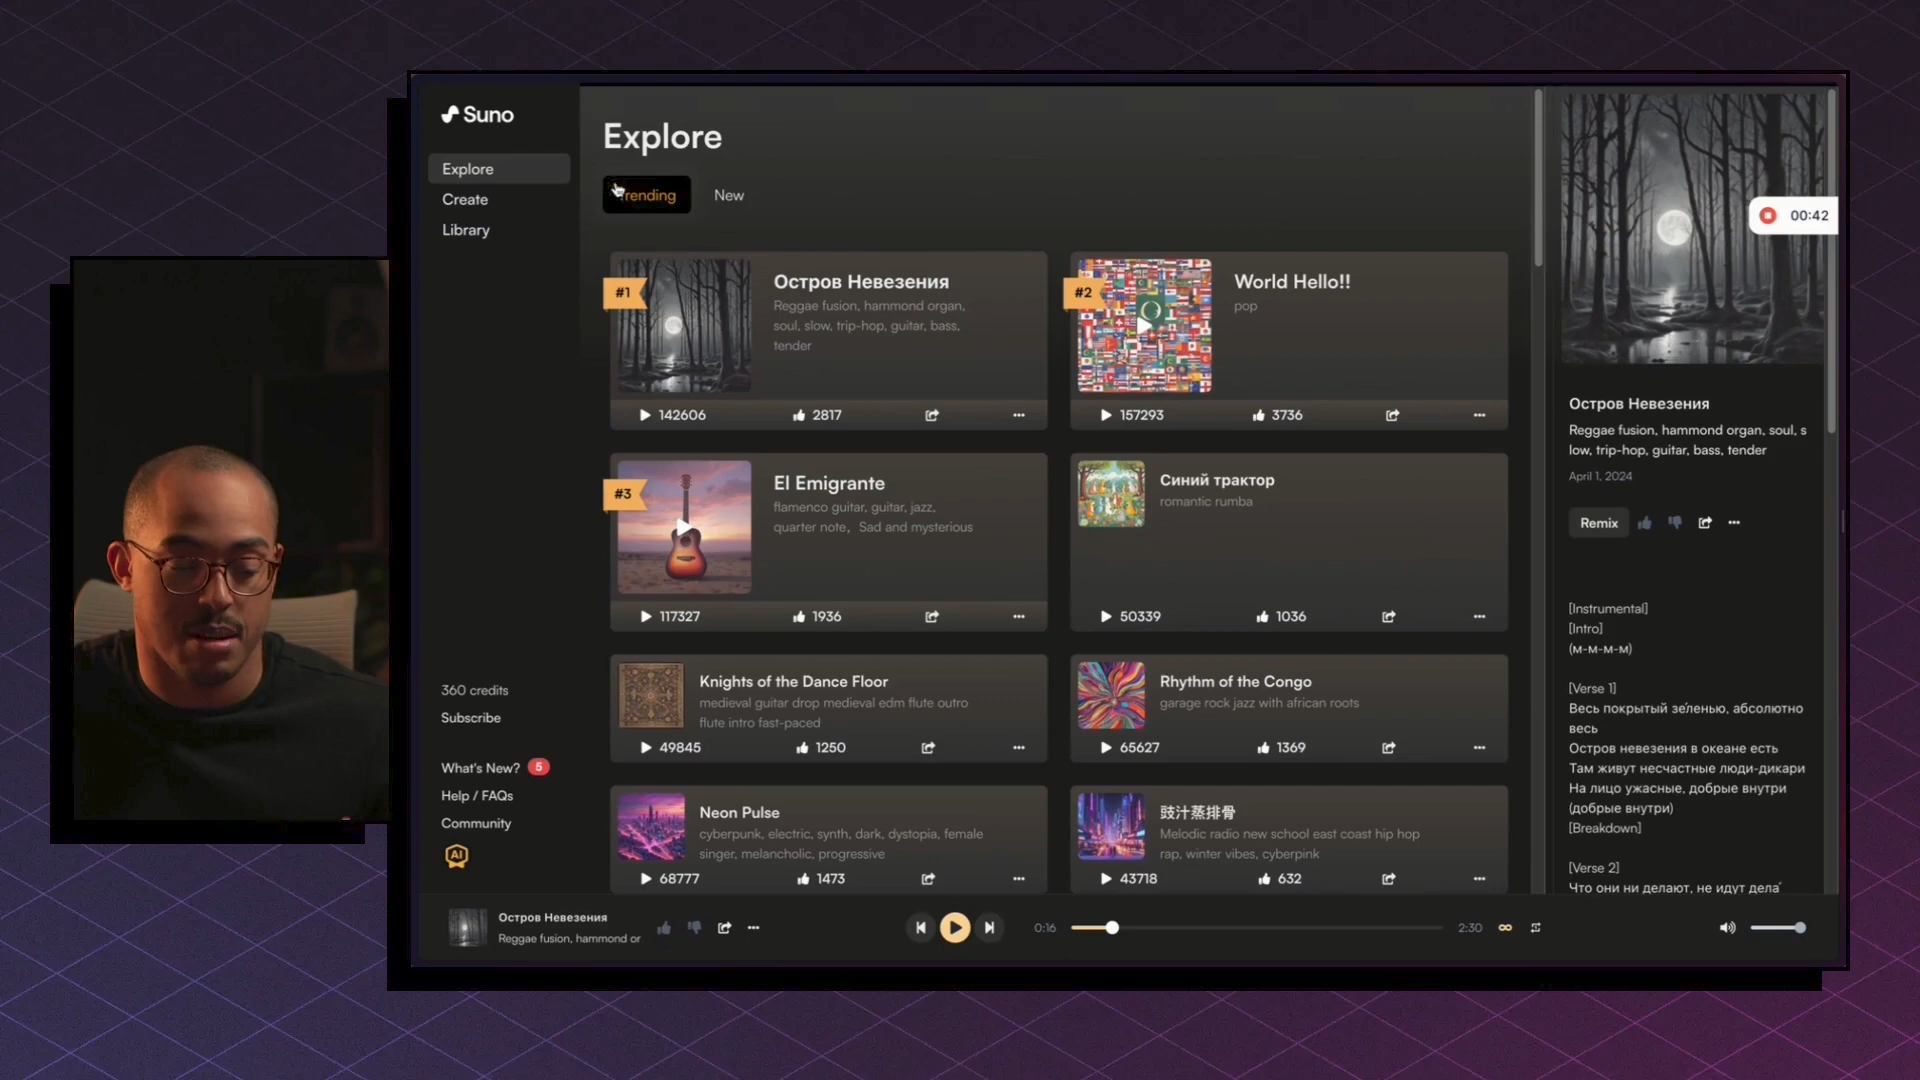 Suno
Explore
Create
Library
360 credits
Subscribe
What's New? 5
Help / FAQs
Community
AI
Explore
Trending New
#1
Остров Невезения
Reggae fusion, hammond organ,
soul, slow, trip-hop, guitar, bass,
tender
142606 2817
#2
World Hello!!
pop
157293 3736
#3
El Emigrante
flamenco guitar, guitar, jazz,
quarter note, Sad and mysterious
117327 1936
Синий трактор
romantic rumba
50339 1036
Knights of the Dance Floor
medieval guitar drop medieval edm flute outro
flute intro fast-paced
49845 1250
Rhythm of the Congo
garage rock jazz with african roots
65627 1369
Neon Pulse
cyberpunk, electric, synth, dark, dystopia, female
singer, melancholic, progressive
68777 1473
豉汁蒸排骨
Melodic radio new school east coast hip hop
rap, winter vibes, cyberpink
43718 632
00:42
Остров Невезения
Reggae fusion, hammond organ, soul, s
low, trip-hop, guitar, bass, tender
April 1, 2024
Remix
[Instrumental]
[Intro]
(м-м-м-м)
[Verse 1]
Весь покрытый зе́ленью, абсолютно
весь
Остров невезения в океане есть
Там живут несчастные люди-дикари
На лицо ужасные, добрые внутри
(добрые внутри)
[Breakdown]
[Verse 2]
Что они ни делают, не идут дела́
Остров Невезения
Reggae fusion, hammond or
0:16 2:30